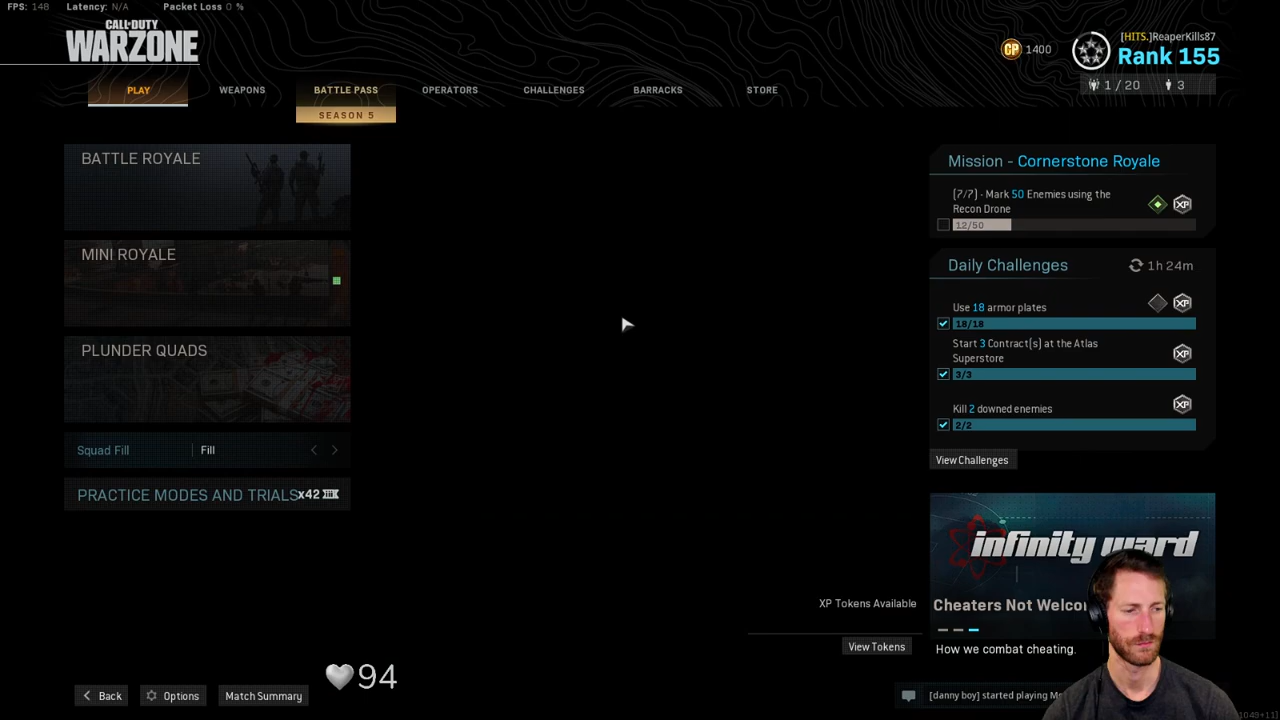 FPS: 148 Latency: N/A Packet Loss 0 %
CALL OF DUTY
WARZONE
CP 1400
[HITS.]ReaperKills87
Rank 155
1 / 20 3
PLAY
WEAPONS
BATTLE PASS
OPERATORS
CHALLENGES
BARRACKS
STORE
SEASON 5
BATTLE ROYALE
MINI ROYALE
PLUNDER QUADS
Squad Fill Fill
PRACTICE MODES AND TRIALS x42
Mission - Cornerstone Royale
(7/7) - Mark 50 Enemies using the
Recon Drone
XP
12/50
Daily Challenges 1h 24m
Use 18 armor plates
XP
18/18
Start 3 Contract(s) at the Atlas
Superstore
XP
3/3
Kill 2 downed enemies
XP
2/2
View Challenges
infinity ward
Cheaters Not Welco
How we combat cheating.
XP Tokens Available
View Tokens
94
Back
Options
Match Summary
[danny boy] started playing